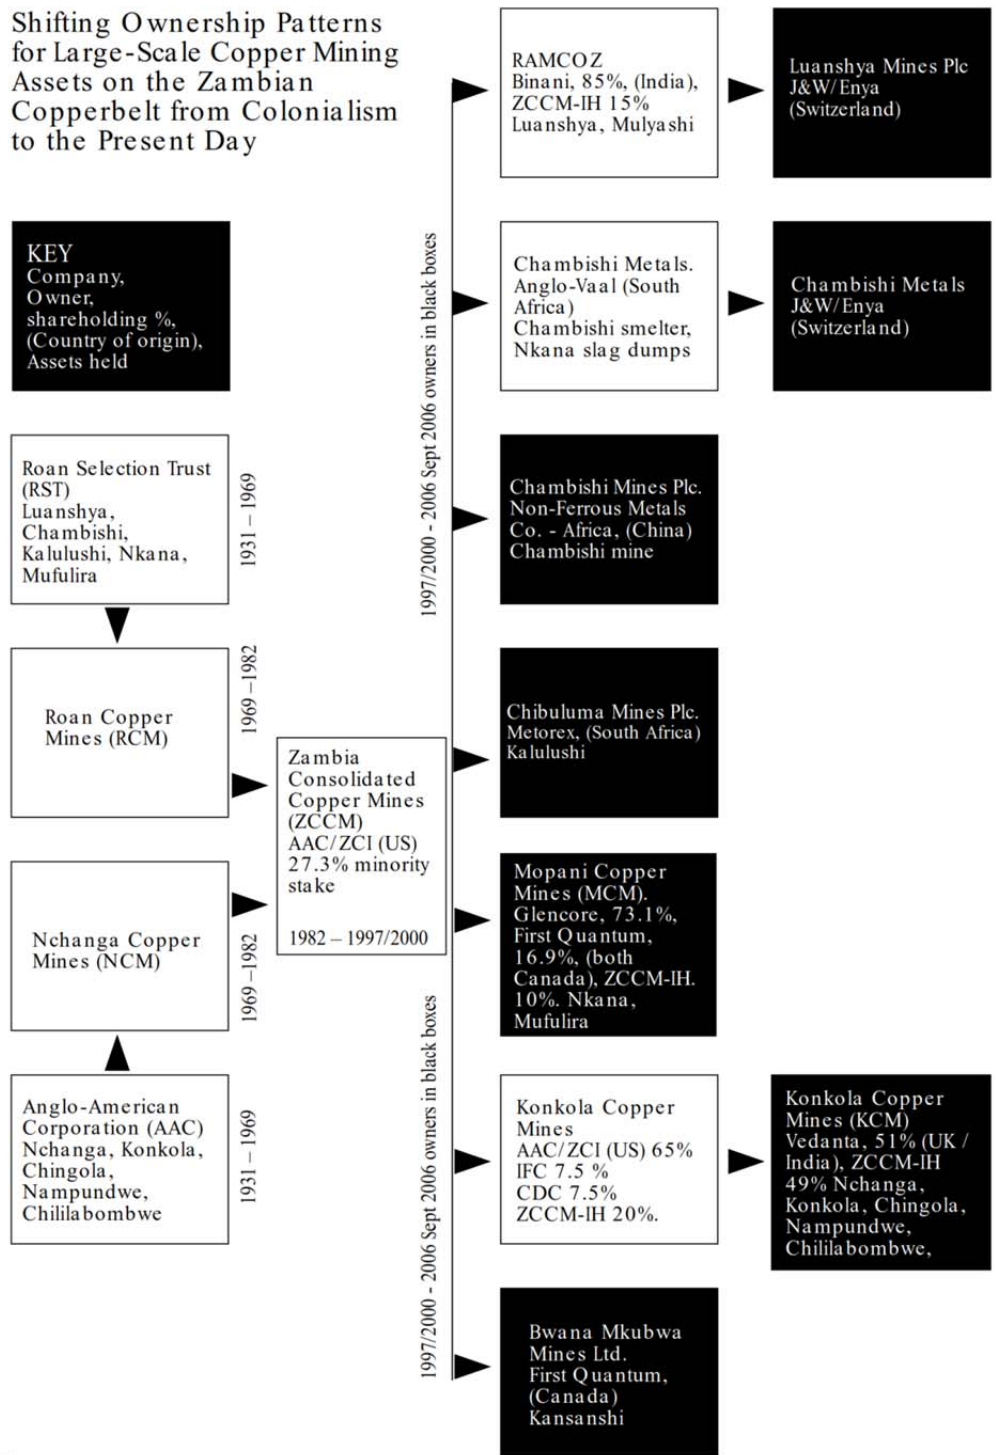 Shifting Ownership Patterns
for Large-Scale Copper Mining
Assets on the Zambian
Copperbelt from Colonialism
to the Present Day
KEY
Company,
Owner,
shareholding %,
(Country of origin),
Assets held
Roan Selection Trust
(RST)
Luanshya,
Chambishi,
Kalulushi, Nkana,
Mufulira
1931 – 1969
Roan Copper
Mines (RCM)
1969 –1982
Nchanga Copper
Mines (NCM)
1969 –1982
Anglo-American
Corporation (AAC)
Nchanga, Konkola,
Chingola,
Nampundwe,
Chililabombwe
1931 – 1969
Zambia
Consolidated
Copper Mines
(ZCCM)
AAC/ZCI (US)
27.3% minority
stake
1982 – 1997/2000
1997/2000 - 2006 Sept 2006 owners in black boxes
1997/2000 - 2006 Sept 2006 owners in black boxes
RAMCOZ
Binani, 85%, (India),
ZCCM-IH 15%
Luanshya, Mulyashi
Luanshya Mines Plc
J&W/Enya
(Switzerland)
Chambishi Metals.
Anglo-Vaal (South
Africa)
Chambishi smelter,
Nkana slag dumps
Chambishi Metals
J&W/Enya
(Switzerland)
Chambishi Mines Plc.
Non-Ferrous Metals
Co. - Africa, (China)
Chambishi mine
Chibuluma Mines Plc.
Metorex, (South Africa)
Kalulushi
Mopani Copper
Mines (MCM).
Glencore, 73.1%,
First Quantum,
16.9%, (both
Canada), ZCCM-IH.
10%. Nkana,
Mufulira
Konkola Copper
Mines
AAC/ZCI (US) 65%
IFC 7.5 %
CDC 7.5%
ZCCM-IH 20%.
Konkola Copper
Mines (KCM)
Vedanta, 51% (UK /
India), ZCCM-IH
49% Nchanga,
Konkola, Chingola,
Nampundwe,
Chililabombwe,
Bwana Mkubwa
Mines Ltd.
First Quantum,
(Canada)
Kansanshi